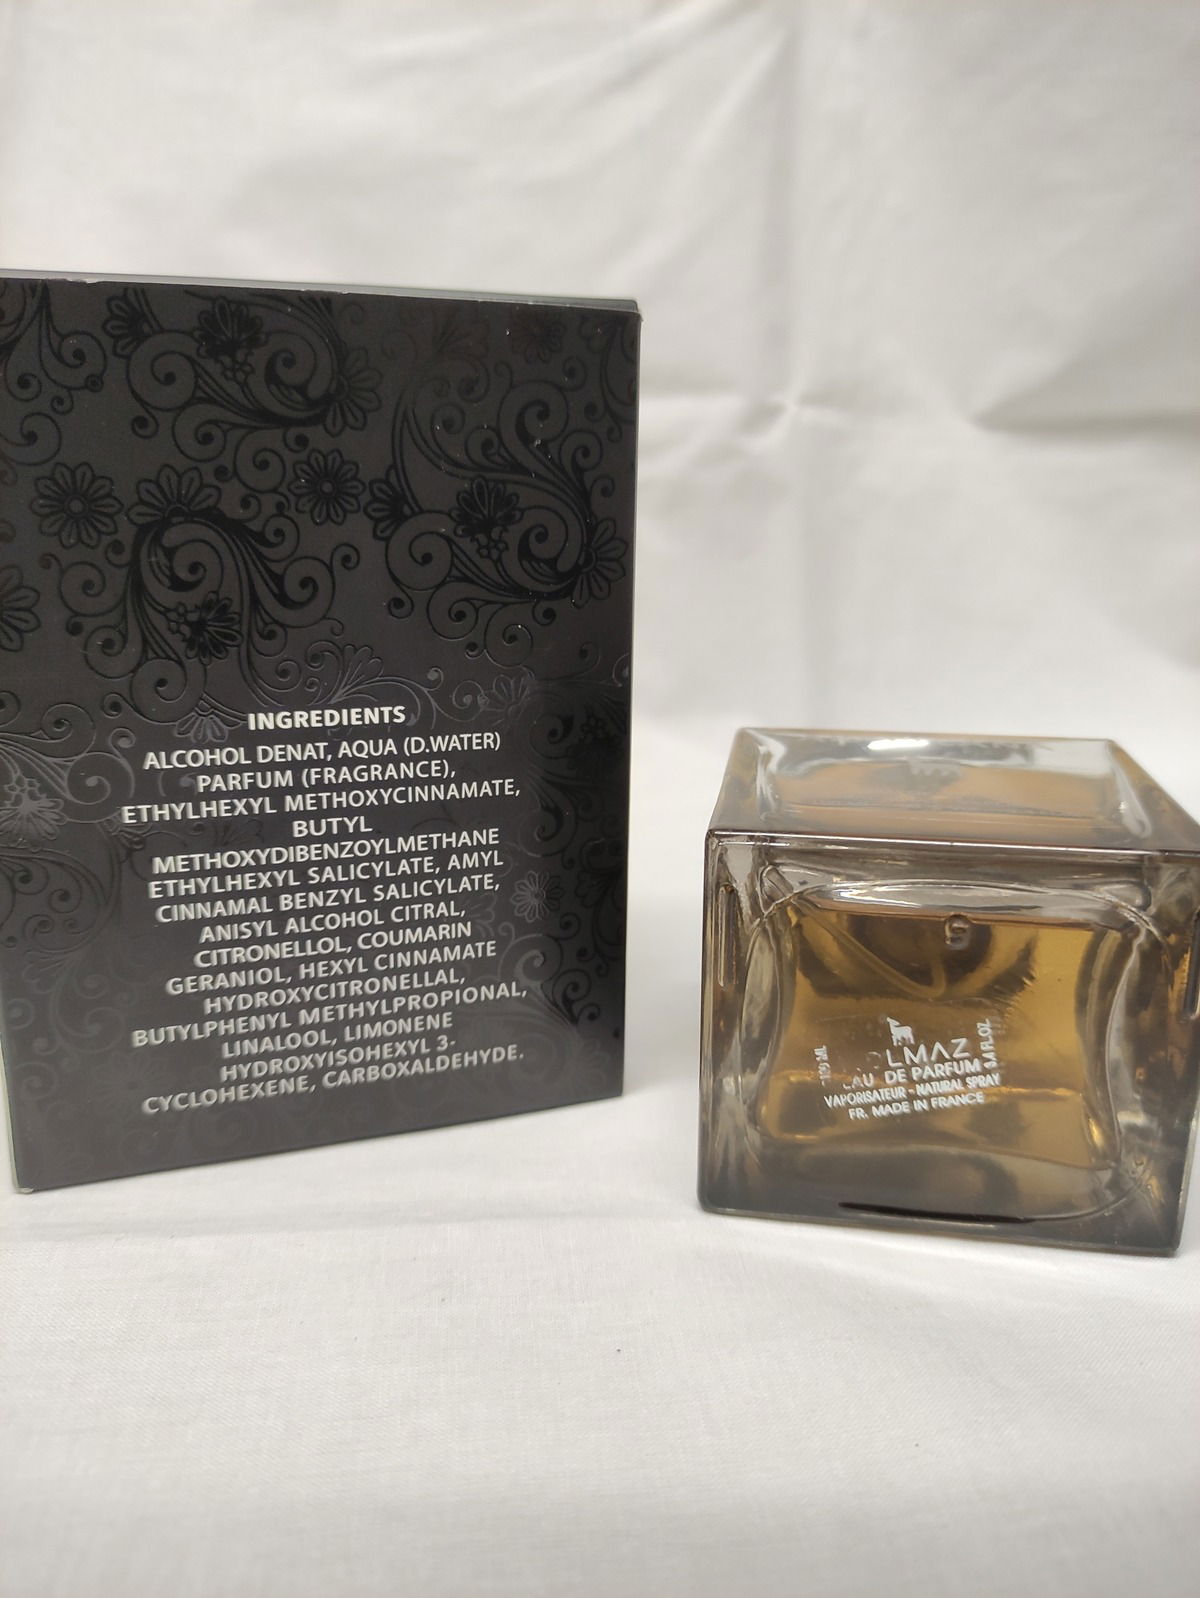 INGREDIENTS
ALCOHOL DENAT, AQUA (D.WATER)
PARFUM (FRAGRANCE),
ETHYLHEXYL METHOXYCINNAMATE,
BUTYL
METHOXYDIBENZOYLMETHANE
ETHYLHEXYL SALICYLATE, AMYL
CINNAMAL BENZYL SALICYLATE,
ANISYL ALCOHOL CITRAL,
CITRONELLOL, COUMARIN
GERANIOL, HEXYL CINNAMATE
HYDROXYCITRONELLAL,
BUTYLPHENYL METHYLPROPIONAL,
LINALOOL, LIMONENE
HYDROXYISOHEXYL 3-
CYCLOHEXENE, CARBOXALDEHYDE.
EAU DE PARFUM
VAPORISATEUR - NATURAL SPRAY
FR. MADE IN FRANCE